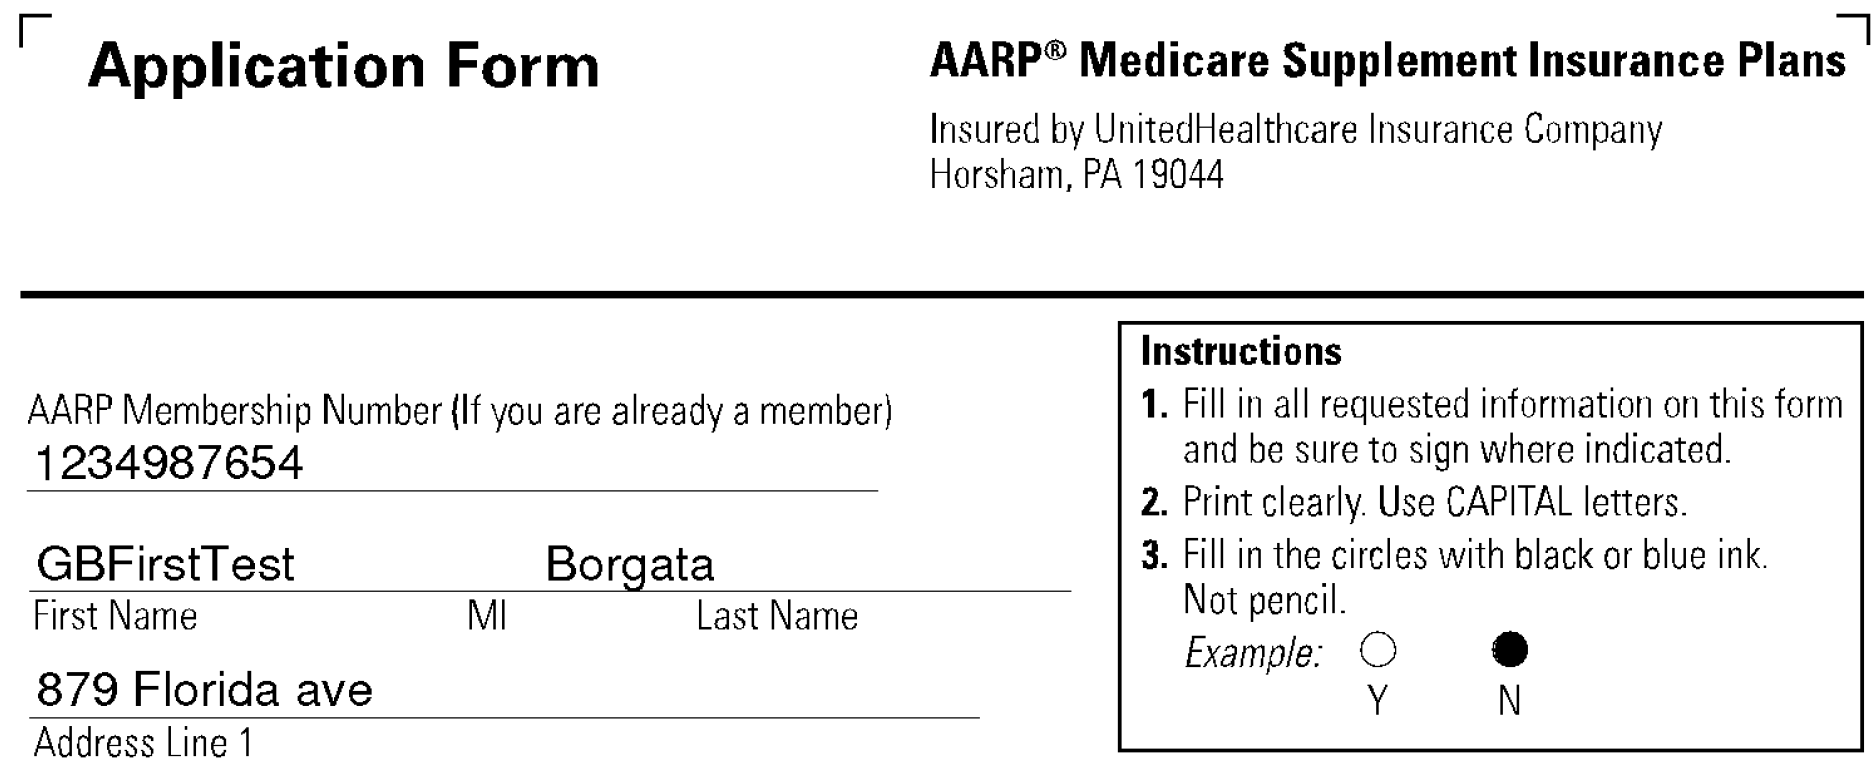 Application Form
AARP® Medicare Supplement Insurance Plans
Insured by UnitedHealthcare Insurance Company
Horsham, PA 19044
AARP Membership Number (If you are already a member)
1234987654
GBFirstTest Borgata
First Name MI Last Name
879 Florida ave
Address Line 1
Instructions
1. Fill in all requested information on this form
and be sure to sign where indicated.
2. Print clearly. Use CAPITAL letters.
3. Fill in the circles with black or blue ink.
Not pencil.
Example:
Y N